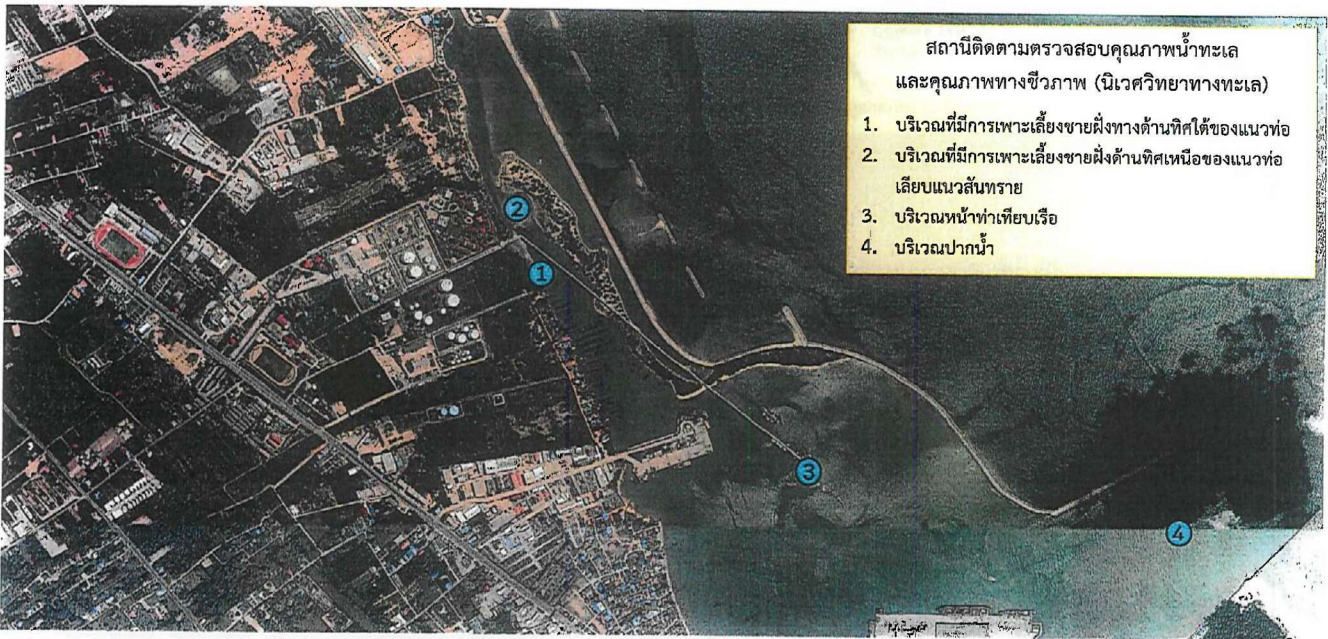 สถานีติดตามตรวจสอบคุณภาพน้ำทะเล
และคุณภาพทางชีวภาพ (นิเวศวิทยาทางทะเล)
1. บริเวณที่มีการเพาะเลี้ยงชายฝั่งทางด้านทิศใต้ของแนวท่อ
2. บริเวณที่มีการเพาะเลี้ยงชายฝั่งด้านทิศเหนือของแนวท่อ
เลียบแนวสันทราย
3. บริเวณหน้าท่าเทียบเรือ
4. บริเวณปากน้ำ
2
1
3
4